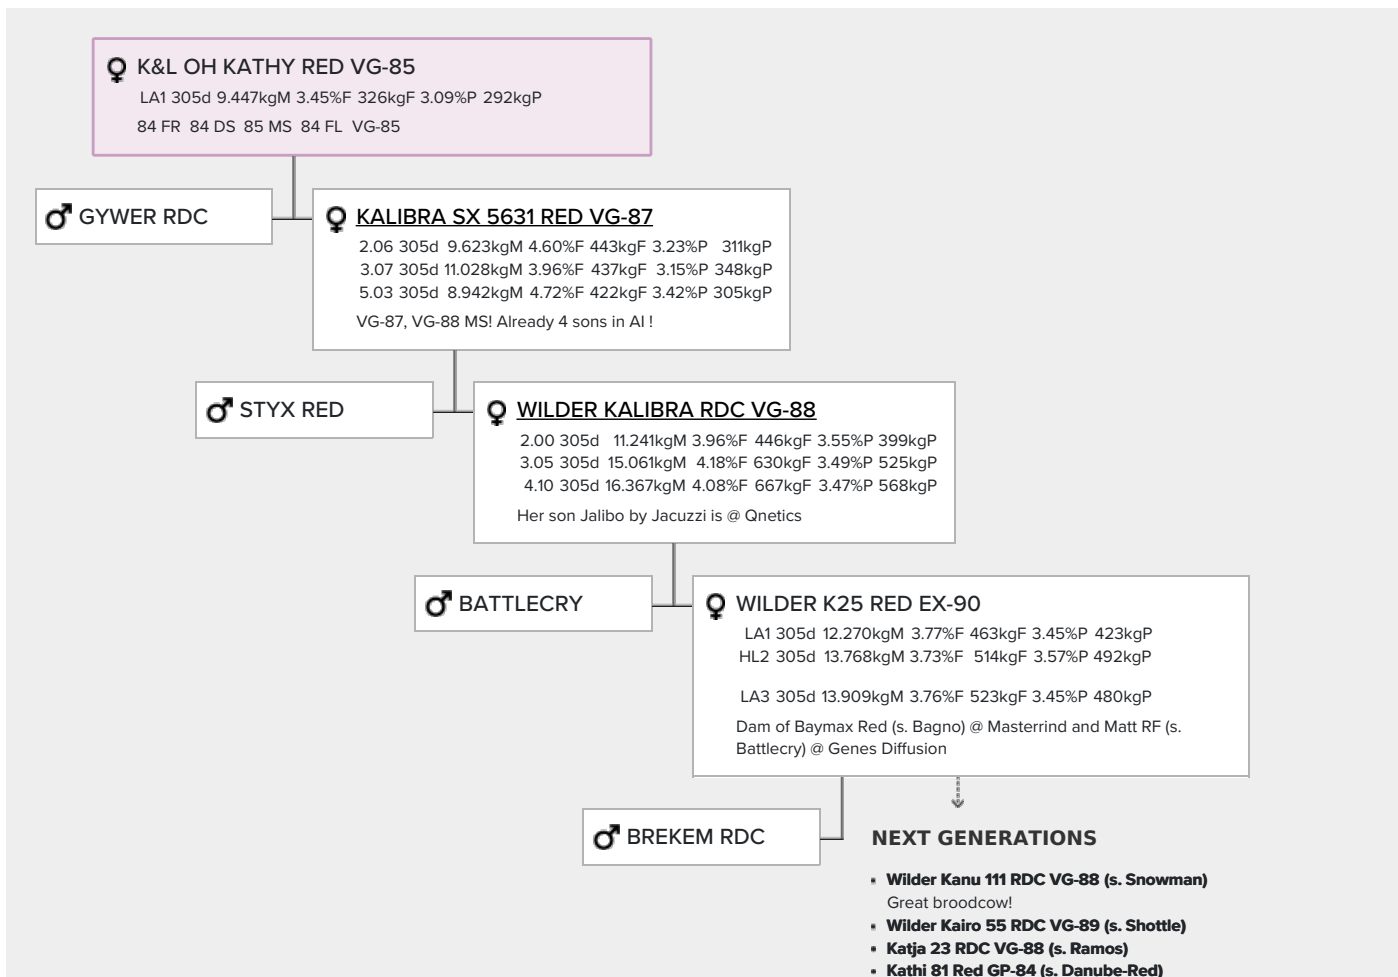 K&L OH KATHY RED VG-85
LA1 305d 9.447kgM 3.45%F 326kgF 3.09%P 292kgP
84 FR 84 DS 85 MS 84 FL VG-85
GYWER RDC
KALIBRA SX 5631 RED VG-87
2.06 305d 9.623kgM 4.60%F 443kgF 3.23%P 311kgP
3.07 305d 11.028kgM 3.96%F 437kgF 3.15%P 348kgP
5.03 305d 8.942kgM 4.72%F 422kgF 3.42%P 305kgP
VG-87, VG-88 MS! Already 4 sons in AI !
STYX RED
WILDER KALIBRA RDC VG-88
2.00 305d 11.241kgM 3.96%F 446kgF 3.55%P 399kgP
3.05 305d 15.061kgM 4.18%F 630kgF 3.49%P 525kgP
4.10 305d 16.367kgM 4.08%F 667kgF 3.47%P 568kgP
Her son Jalibo by Jacuzzi is @ Qnetics
BATTLECRY
WILDER K25 RED EX-90
LA1 305d 12.270kgM 3.77%F 463kgF 3.45%P 423kgP
HL2 305d 13.768kgM 3.73%F 514kgF 3.57%P 492kgP
LA3 305d 13.909kgM 3.76%F 523kgF 3.45%P 480kgP
Dam of Baymax Red (s. Bagno) @ Masterrind and Matt RF (s.
Battlecry) @ Genes Diffusion
BREKEM RDC
NEXT GENERATIONS
• Wilder Kanu 111 RDC VG-88 (s. Snowman)
Great broodcow!
• Wilder Kairo 55 RDC VG-89 (s. Shottle)
• Katja 23 RDC VG-88 (s. Ramos)
• Kathi 81 Red GP-84 (s. Danube-Red)